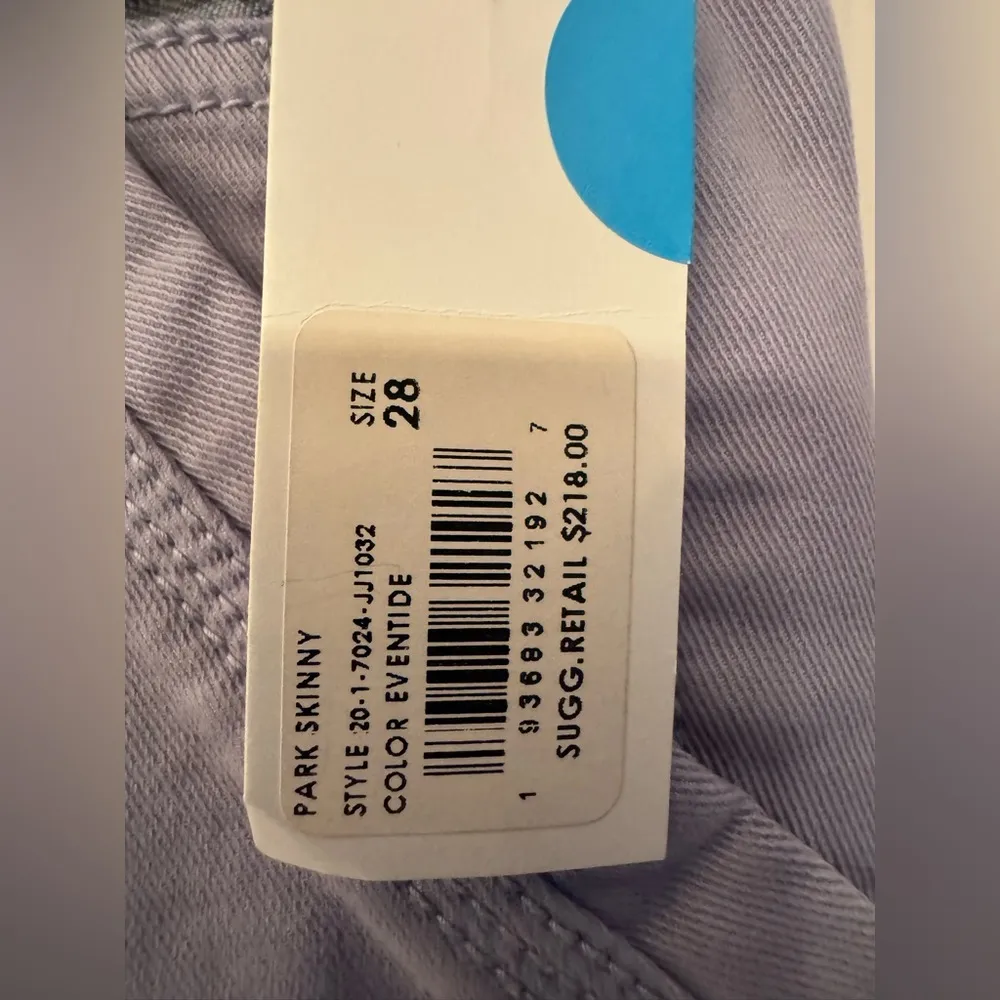 PARK SKINNY
STYLE 20-1-7024-JJ1032
SIZE
COLOR EVENTIDE
28
1 93683 32192 7
SUGG.RETAIL $218.00